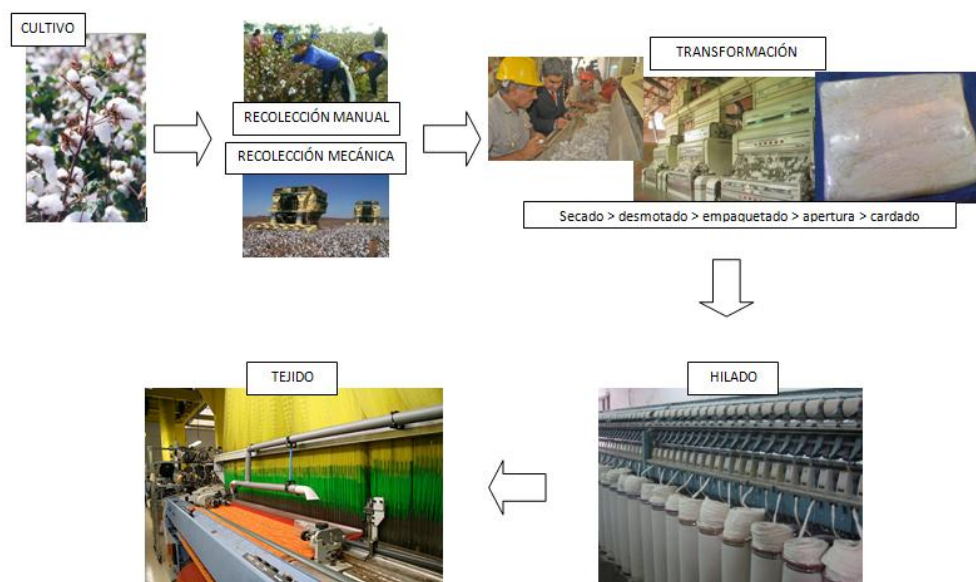 CULTIVO
RECOLECCIÓN MANUAL
RECOLECCIÓN MECÁNICA
TRANSFORMACIÓN
Secado > desmotado > empaquetado > apertura > cardado
TEJIDO
HILADO